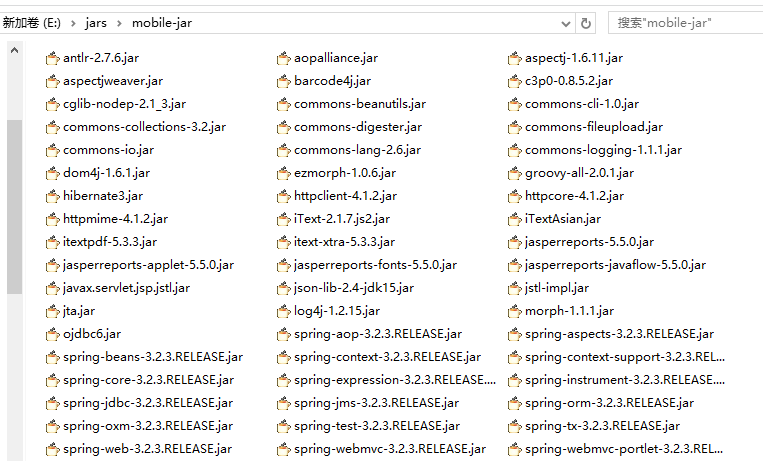 新加卷 (E:) > jars > mobile-jar
搜索"mobile-jar"
antlr-2.7.6.jar aopalliance.jar aspectj-1.6.11.jar
aspectjweaver.jar barcode4j.jar c3p0-0.8.5.2.jar
cglib-nodep-2.1_3.jar commons-beanutils.jar commons-cli-1.0.jar
commons-collections-3.2.jar commons-digester.jar commons-fileupload.jar
commons-io.jar commons-lang-2.6.jar commons-logging-1.1.1.jar
dom4j-1.6.1.jar ezmorph-1.0.6.jar groovy-all-2.0.1.jar
hibernate3.jar httpclient-4.1.2.jar httpcore-4.1.2.jar
httpmime-4.1.2.jar iText-2.1.7.js2.jar iTextAsian.jar
itextpdf-5.3.3.jar itext-xtra-5.3.3.jar jasperreports-5.5.0.jar
jasperreports-applet-5.5.0.jar jasperreports-fonts-5.5.0.jar jasperreports-javaflow-5.5.0.jar
javax.servlet.jsp.jstl.jar json-lib-2.4-jdk15.jar jstl-impl.jar
jta.jar log4j-1.2.15.jar morph-1.1.1.jar
ojdbc6.jar spring-aop-3.2.3.RELEASE.jar spring-aspects-3.2.3.RELEASE.jar
spring-beans-3.2.3.RELEASE.jar spring-context-3.2.3.RELEASE.jar spring-context-support-3.2.3.REL...
spring-core-3.2.3.RELEASE.jar spring-expression-3.2.3.RELEASE.... spring-instrument-3.2.3.RELEASE....
spring-jdbc-3.2.3.RELEASE.jar spring-jms-3.2.3.RELEASE.jar spring-orm-3.2.3.RELEASE.jar
spring-oxm-3.2.3.RELEASE.jar spring-test-3.2.3.RELEASE.jar spring-tx-3.2.3.RELEASE.jar
spring-web-3.2.3.RELEASE.jar spring-webmvc-3.2.3.RELEASE.jar spring-webmvc-portlet-3.2.3.REL...